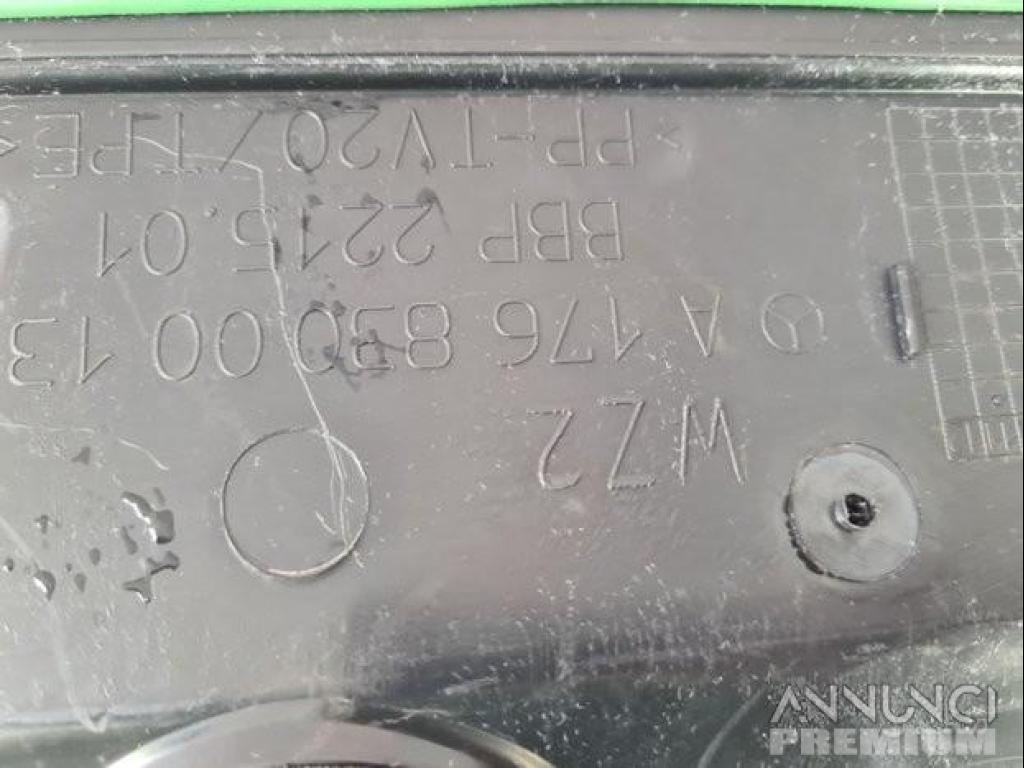 WZ2
A 176 830 00 13
BBP 2215.01
>PP-TV20/TPE<
ANNUNCI
PREMIUM